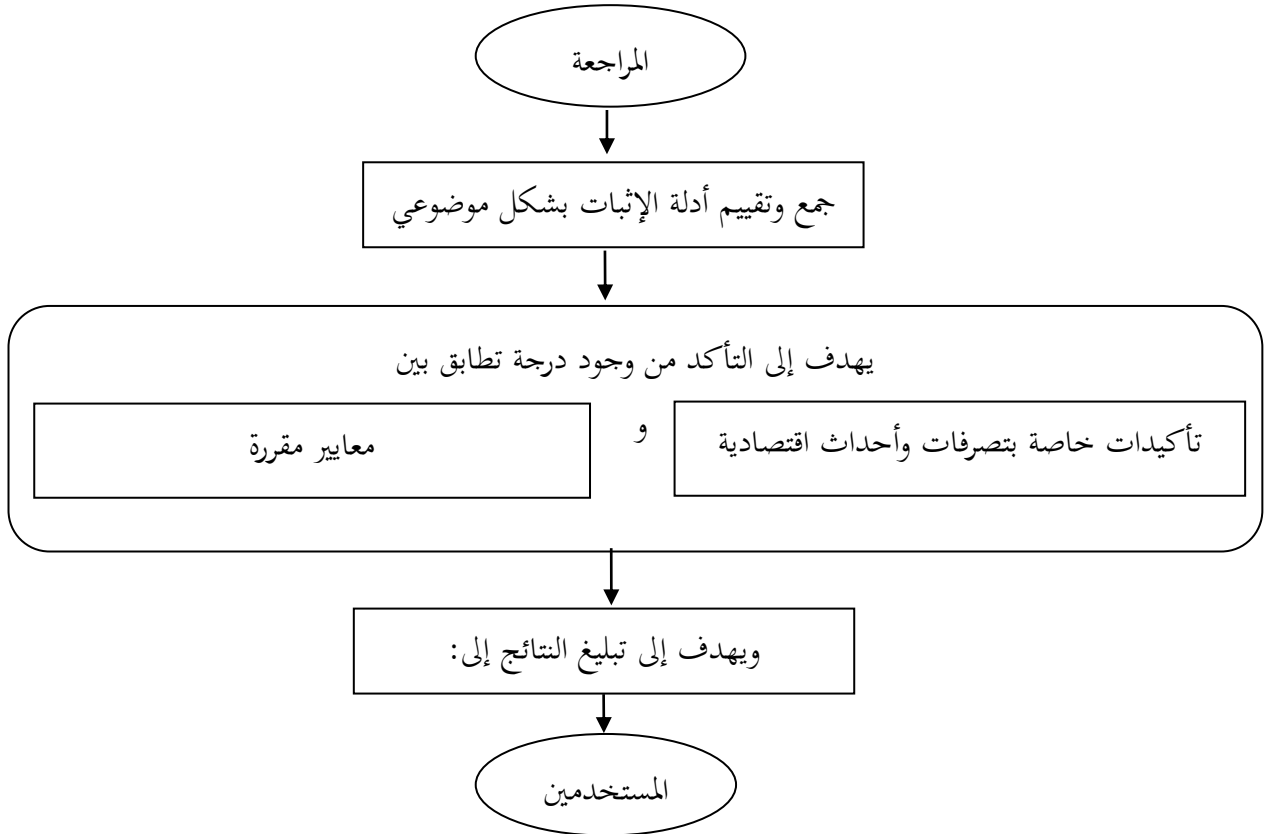 المراجعة
جمع وتقييم أدلة الإثبات بشكل موضوعي
يهدف إلى التأكد من وجود درجة تطابق بين
تأكيدات خاصة بتصرفات وأحداث اقتصادية
و
معايير مقررة
ويهدف إلى تبليغ النتائج إلى:
المستخدمين